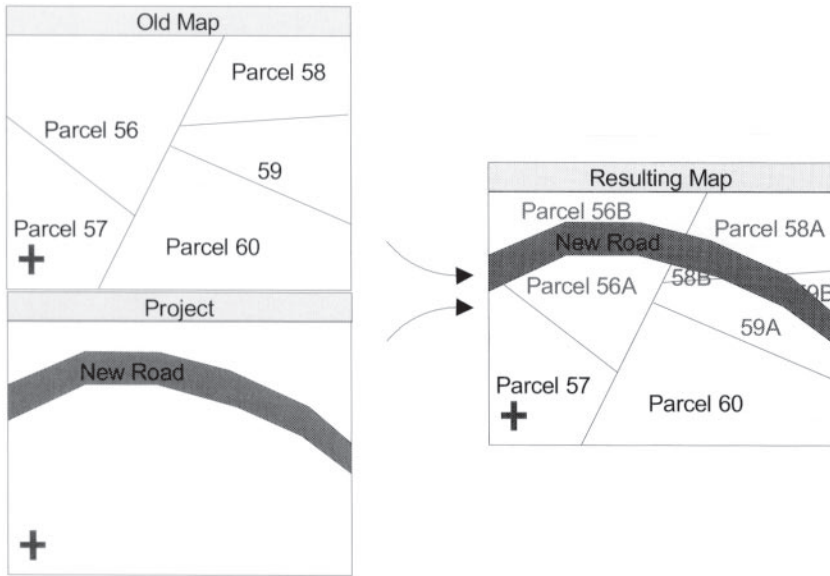 Old Map
Parcel 58
Parcel 56
59
Parcel 57
Parcel 60
Project
New Road
Resulting Map
Parcel 56B
Parcel 58A
New Road
58B
Parcel 56A
59A
Parcel 57
Parcel 60